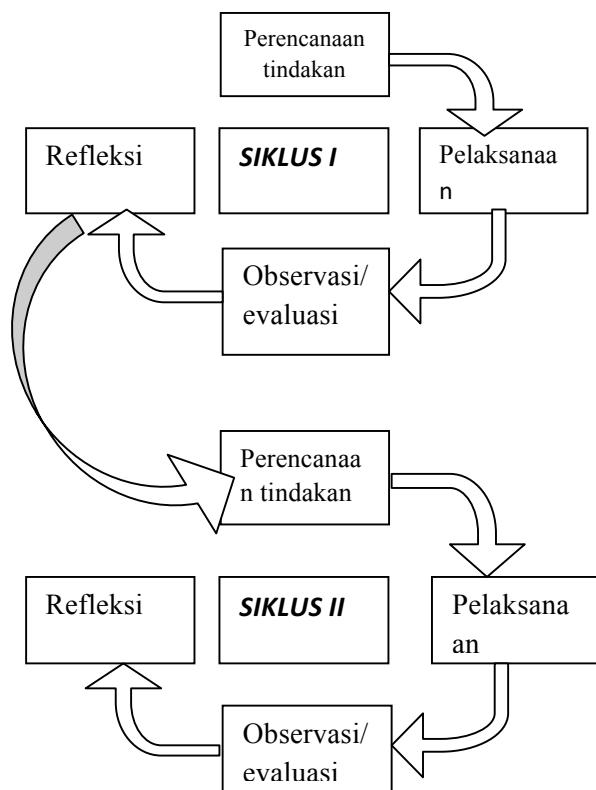 Perencanaan
tindakan
Refleksi
SIKLUS I
Pelaksanaa
n
Observasi/
evaluasi
Perencanaa
n tindakan
Refleksi
SIKLUS II
Pelaksana
an
Observasi/
evaluasi